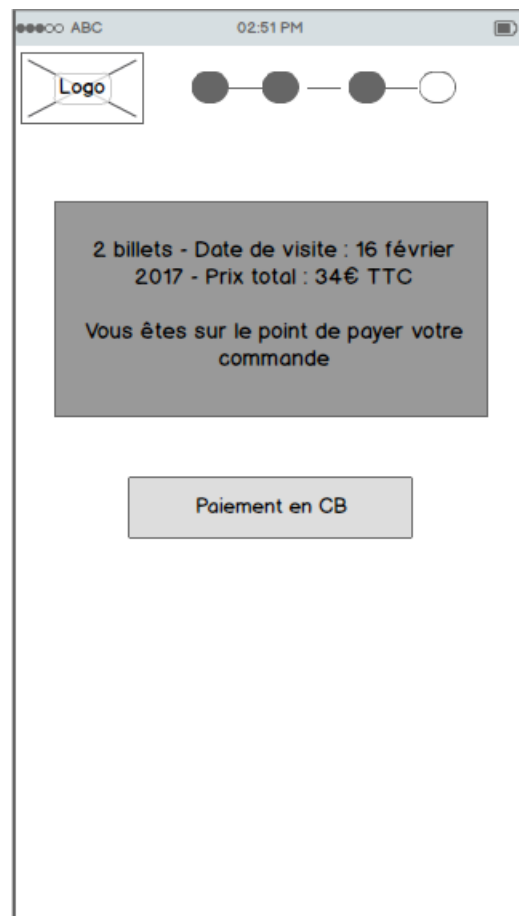 ABC 02:51 PM
Logo
2 billets - Date de visite : 16 février
2017 - Prix total : 34€ TTC
Vous êtes sur le point de payer votre
commande
Paiement en CB